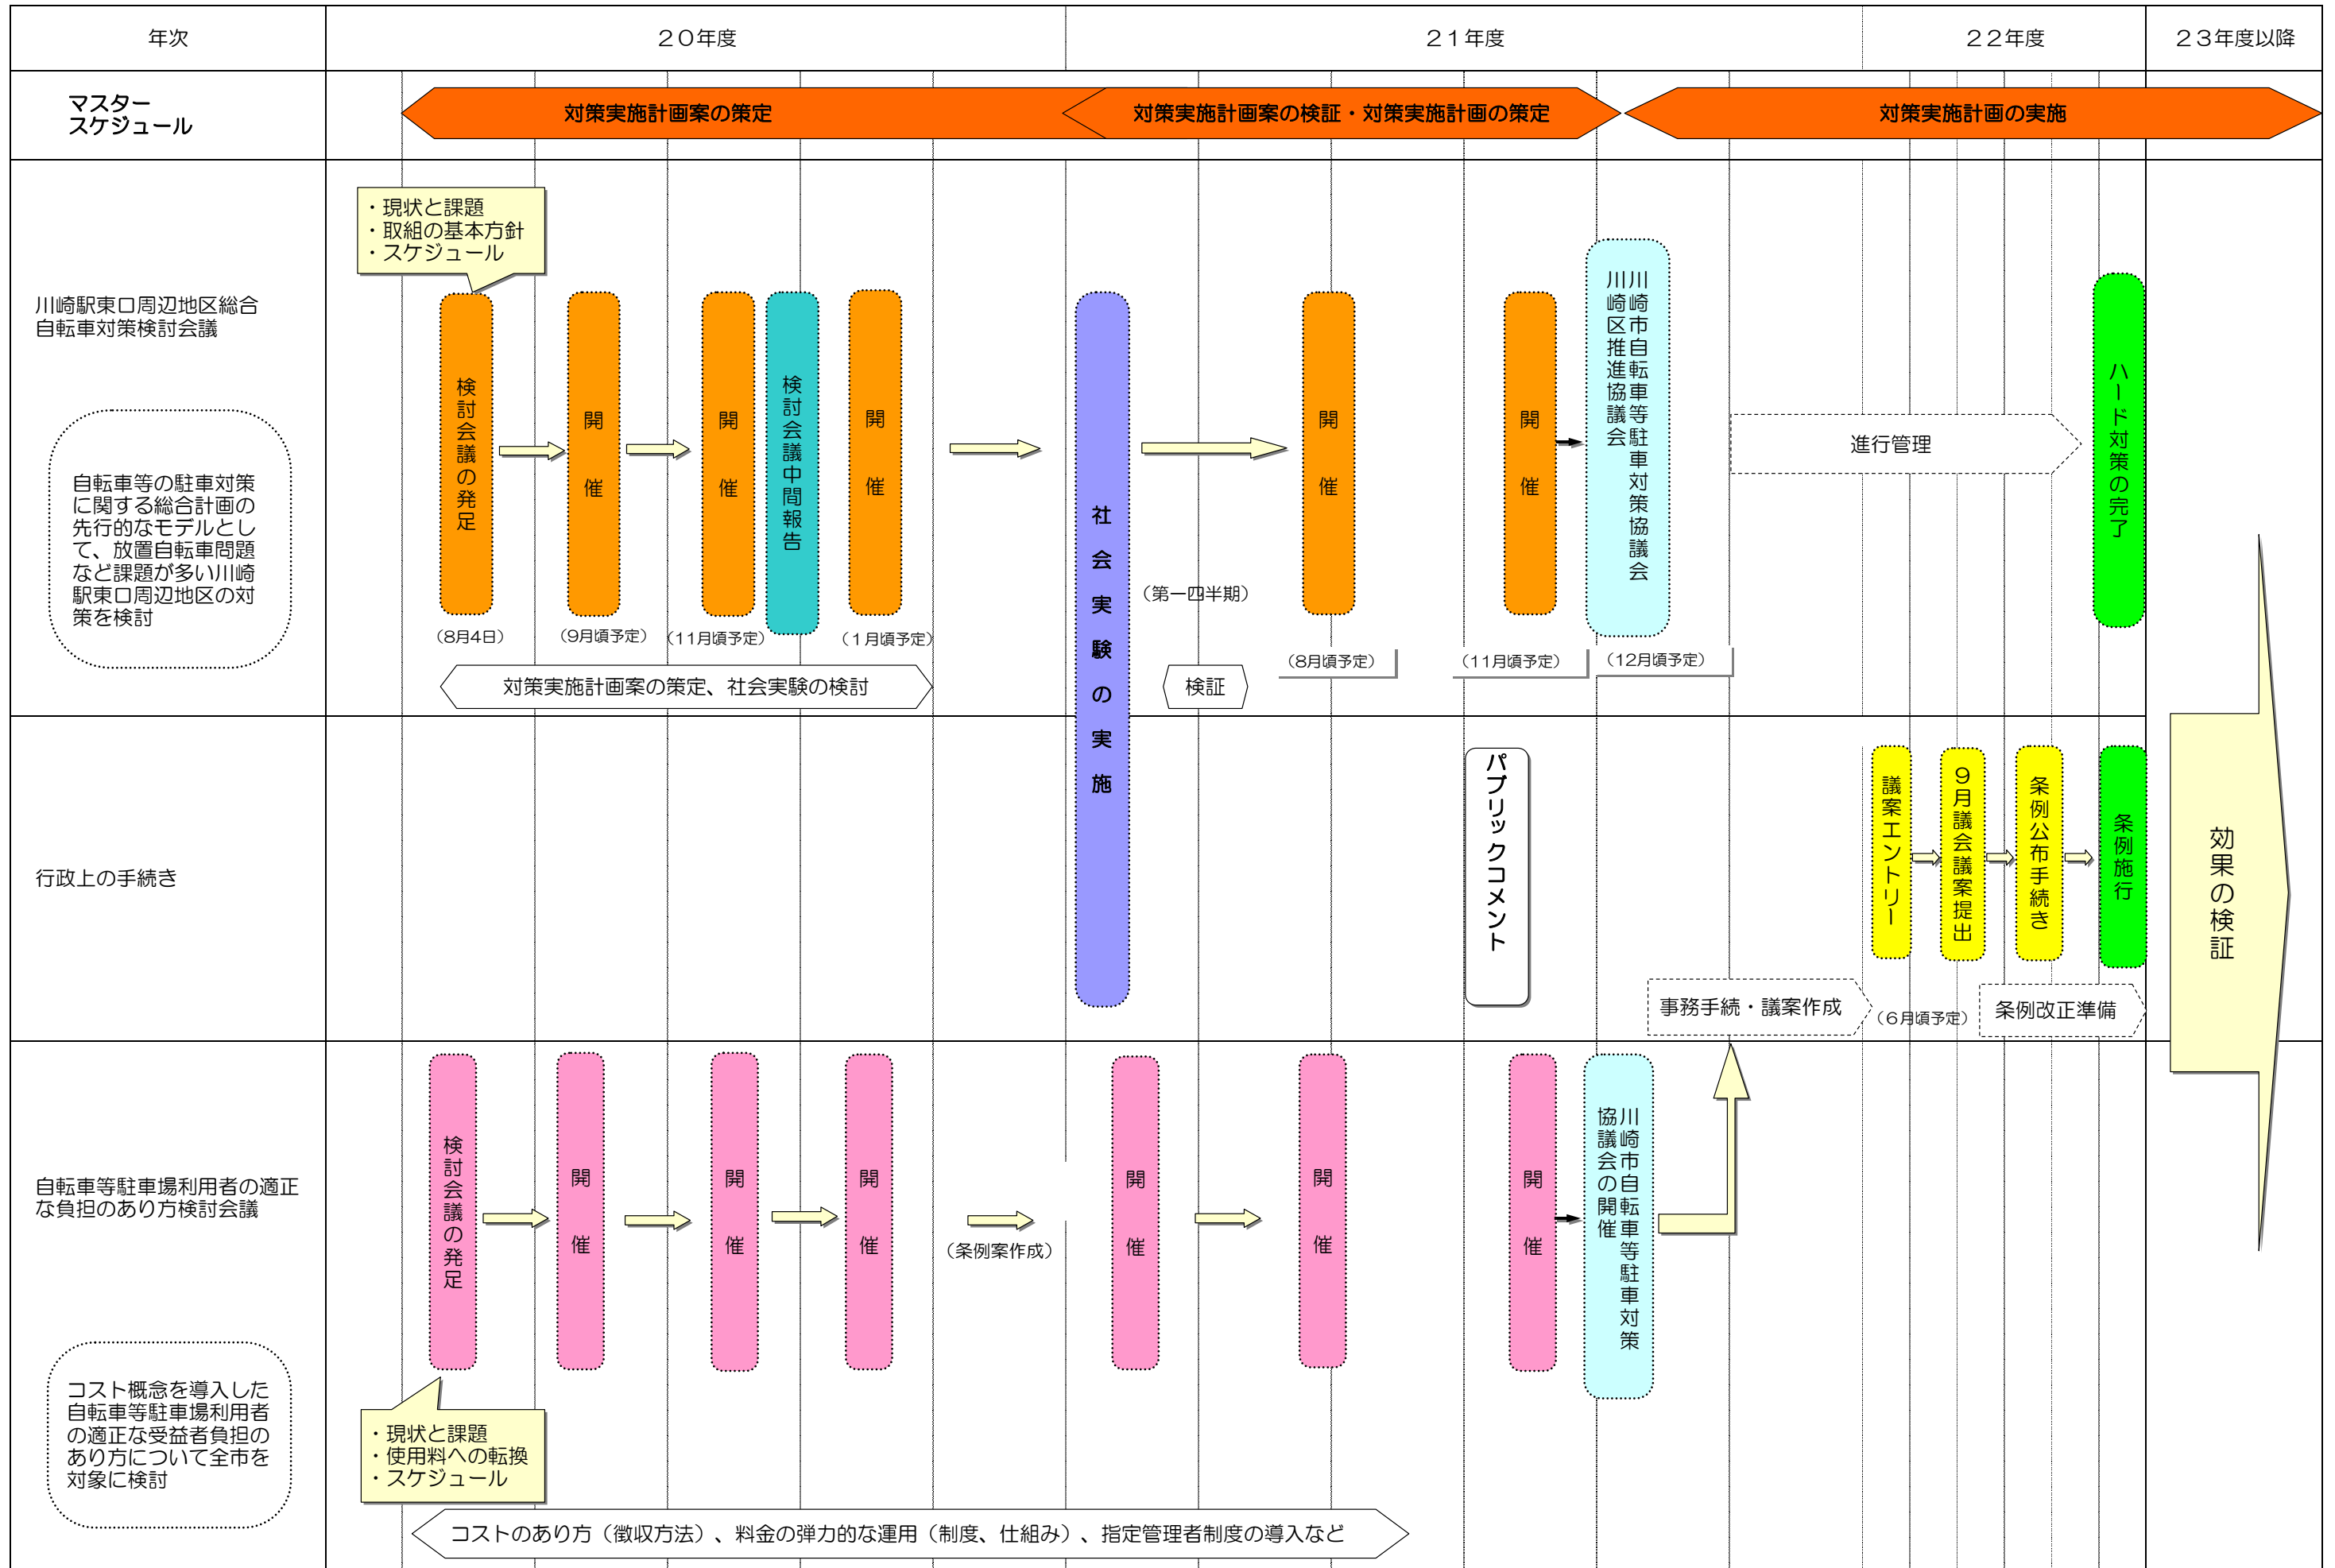 年次
２０年度
２１年度
２２年度
２３年度以降
マスター
スケジュール
対策実施計画案の策定
対策実施計画案の検証・対策実施計画の策定
対策実施計画の実施
川崎駅東口周辺地区総合
自転車対策検討会議
自転車等の駐車対策
に関する総合計画の
先行的なモデルとし
て、放置自転車問題
など課題が多い川崎
駅東口周辺地区の対
策を検討
・現状と課題
・取組の基本方針
・スケジュール
検討会議の発足
（8月4日）
開催
（9月頃予定）
開催
（11月頃予定）
検討会議中間報告
開催
（１月頃予定）
対策実施計画案の策定、社会実験の検討
社会実験の実施
（第一四半期）
検証
開催
（8月頃予定）
開催
（11月頃予定）
川崎市自転車等駐車対策協議会
川崎区推進協議会
（12月頃予定）
進行管理
ハード対策の完了
行政上の手続き
パブリックコメント
事務手続・議案作成
議案エントリー
（６月頃予定）
９月議会議案提出
条例公布手続き
条例改正準備
条例施行
効果の検証
自転車等駐車場利用者の適正
な負担のあり方検討会議
コスト概念を導入した
自転車等駐車場利用者
の適正な受益者負担の
あり方について全市を
対象に検討
検討会議の発足
・現状と課題
・使用料への転換
・スケジュール
開催
開催
開催
（条例案作成）
開催
開催
開催
川崎市自転車等駐車対策
協議会の開催
コストのあり方（徴収方法）、料金の弾力的な運用（制度、仕組み）、指定管理者制度の導入など